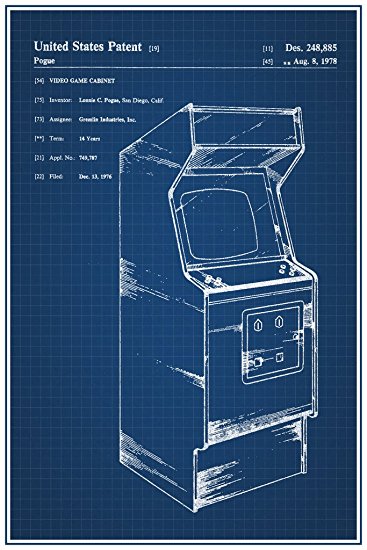 United States Patent [19] [11] Des. 248,885
Pogue [45] ** Aug. 8, 1978
[54] VIDEO GAME CABINET
[75] Inventor: Lonnie C. Pogue, San Diego, Calif.
[73] Assignee: Gremlin Industries, Inc.
[**] Term: 14 Years
[21] Appl. No.: 749,787
[22] Filed: Dec. 13, 1976